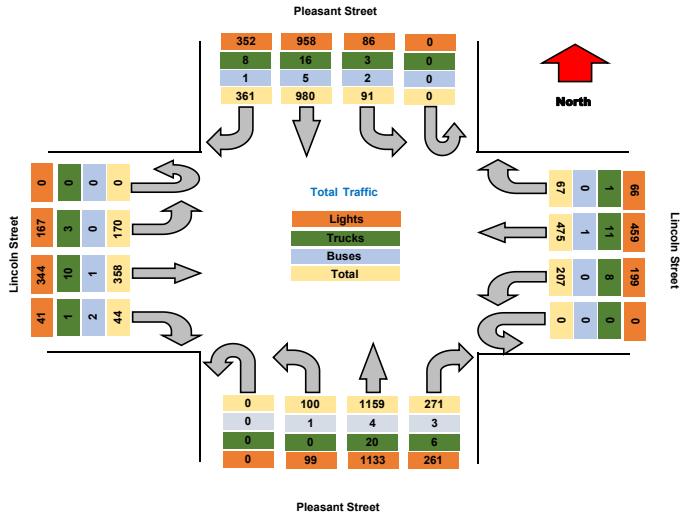 Pleasant Street
352 958 86 0
8 16 3 0
1 5 2 0
361 980 91 0
North
Lincoln Street
0 0 0 0
167 3 0 170
344 10 1 358
41 1 2 44
Total Traffic
Lights
Trucks
Buses
Total
67 0 1 66
475 1 11 459
207 0 8 199
0 0 0 0
Lincoln Street
0 100 1159 271
0 1 4 3
0 0 20 6
0 99 1133 261
Pleasant Street